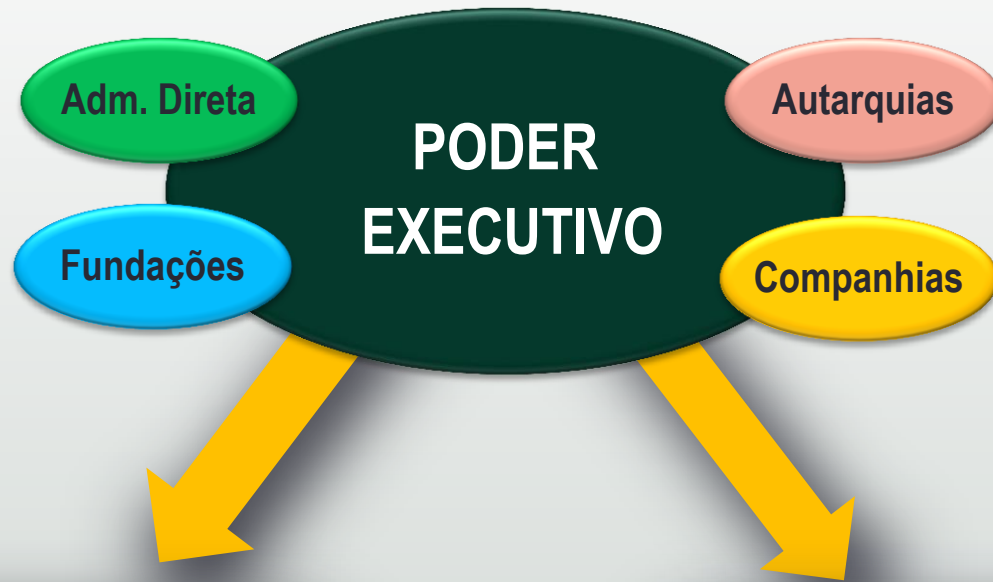 Adm. Direta
Autarquias
PODER
EXECUTIVO
Fundações
Companhias